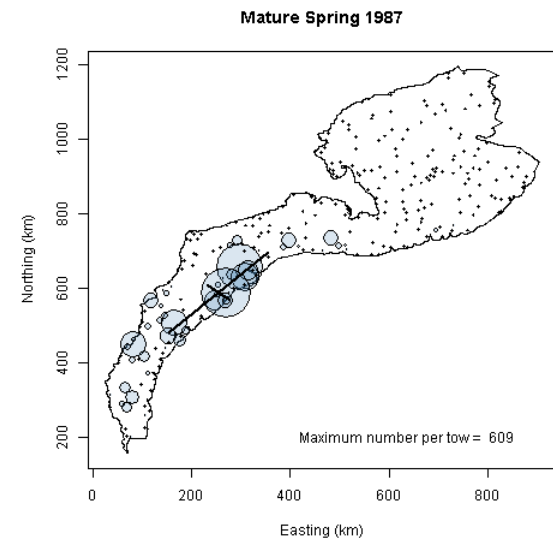 Mature Spring 1987
Northing (km)
1200
1000
800
600
400
200
Maximum number per tow = 609
0 200 400 600 800
Easting (km)